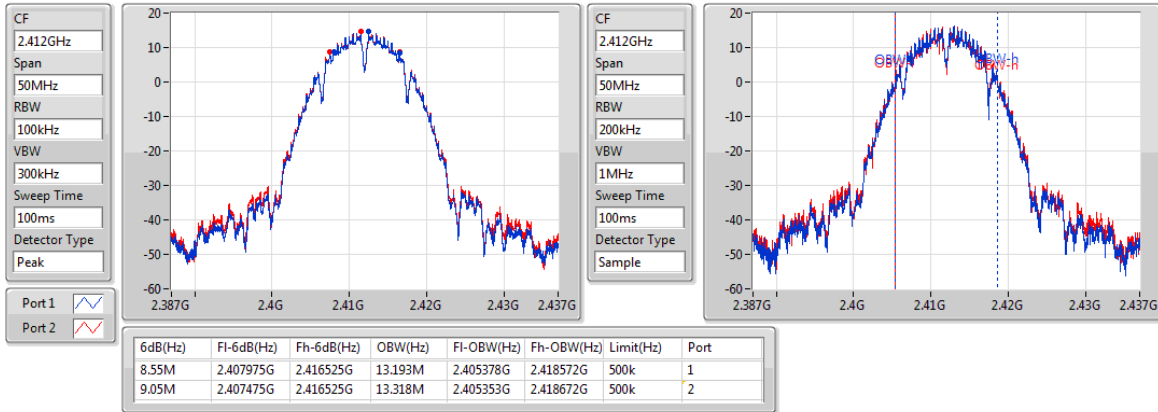 CF
2.412GHz
Span
50MHz
RBW
100kHz
VBW
300kHz
Sweep Time
100ms
Detector Type
Peak
Port 1
Port 2
20
10
0
-10
-20
-30
-40
-50
-60
2.387G 2.4G 2.41G 2.42G 2.43G 2.437G
CF
2.412GHz
Span
50MHz
RBW
200kHz
VBW
1MHz
Sweep Time
100ms
Detector Type
Sample
20
10
0
-10
-20
-30
-40
-50
-60
OBW-h
OBW-h
2.387G 2.4G 2.41G 2.42G 2.43G 2.437G
6dB(Hz) Fl-6dB(Hz) Fh-6dB(Hz) OBW(Hz) Fl-OBW(Hz) Fh-OBW(Hz) Limit(Hz) Port
8.55M 2.407975G 2.416525G 13.193M 2.405378G 2.418572G 500k 1
9.05M 2.407475G 2.416525G 13.318M 2.405353G 2.418672G 500k 2